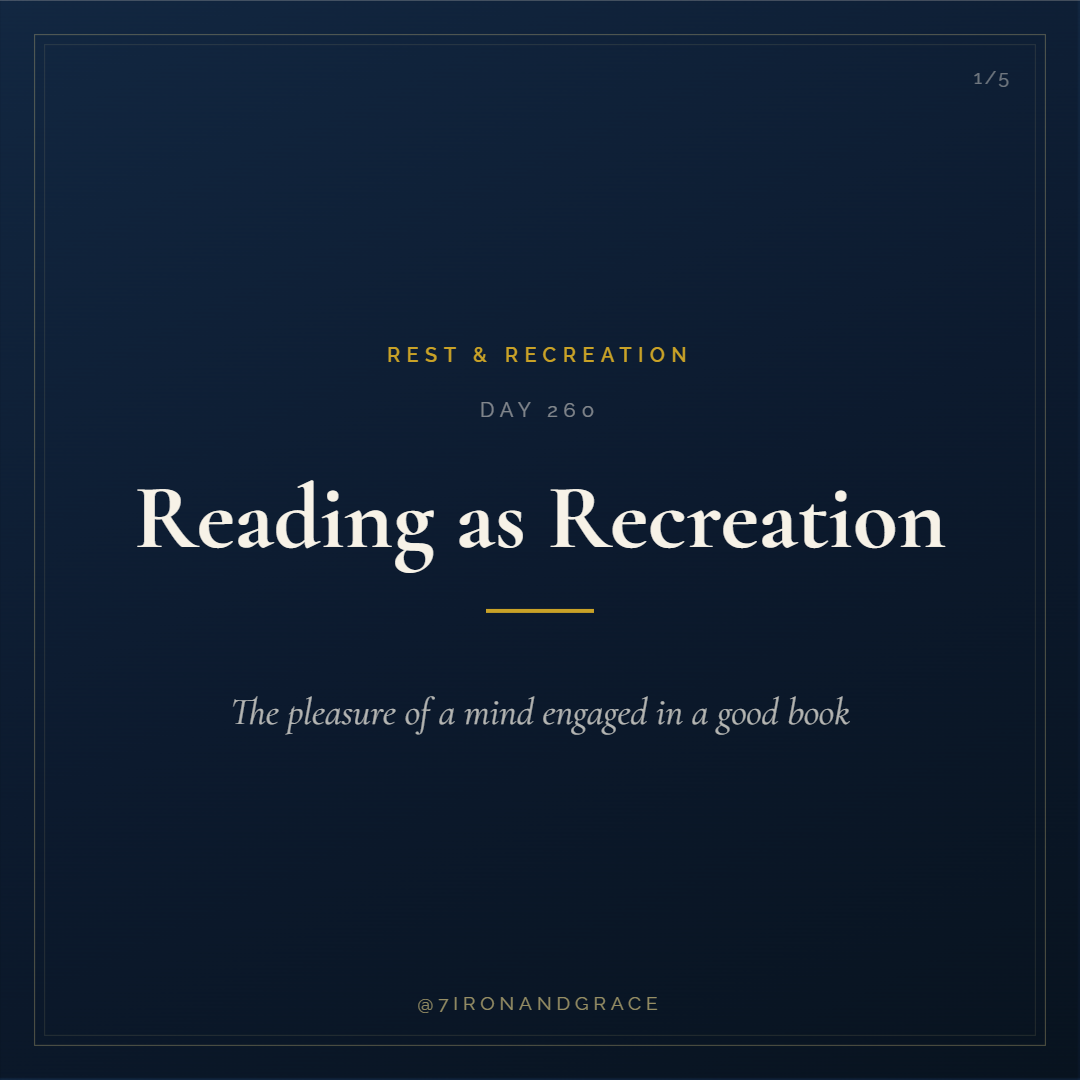 1/5
REST & RECREATION
DAY 260
Reading as Recreation
The pleasure of a mind engaged in a good book
@7IRONANDGRACE